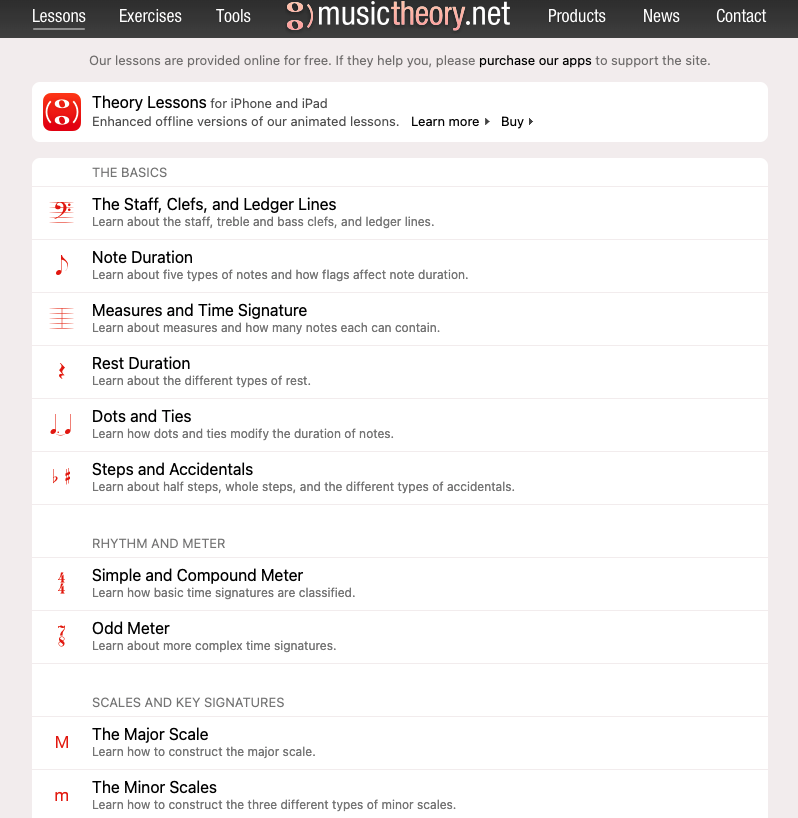 Lessons Exercises Tools musictheory.net Products News Contact
Our lessons are provided online for free. If they help you, please purchase our apps to support the site.
Theory Lessons for iPhone and iPad
Enhanced offline versions of our animated lessons. Learn more Buy
THE BASICS
The Staff, Clefs, and Ledger Lines
Learn about the staff, treble and bass clefs, and ledger lines.
Note Duration
Learn about five types of notes and how flags affect note duration.
Measures and Time Signature
Learn about measures and how many notes each can contain.
Rest Duration
Learn about the different types of rest.
Dots and Ties
Learn how dots and ties modify the duration of notes.
Steps and Accidentals
Learn about half steps, whole steps, and the different types of accidentals.
RHYTHM AND METER
4
4
Simple and Compound Meter
Learn how basic time signatures are classified.
7
8
Odd Meter
Learn about more complex time signatures.
SCALES AND KEY SIGNATURES
M
The Major Scale
Learn how to construct the major scale.
m
The Minor Scales
Learn how to construct the three different types of minor scales.